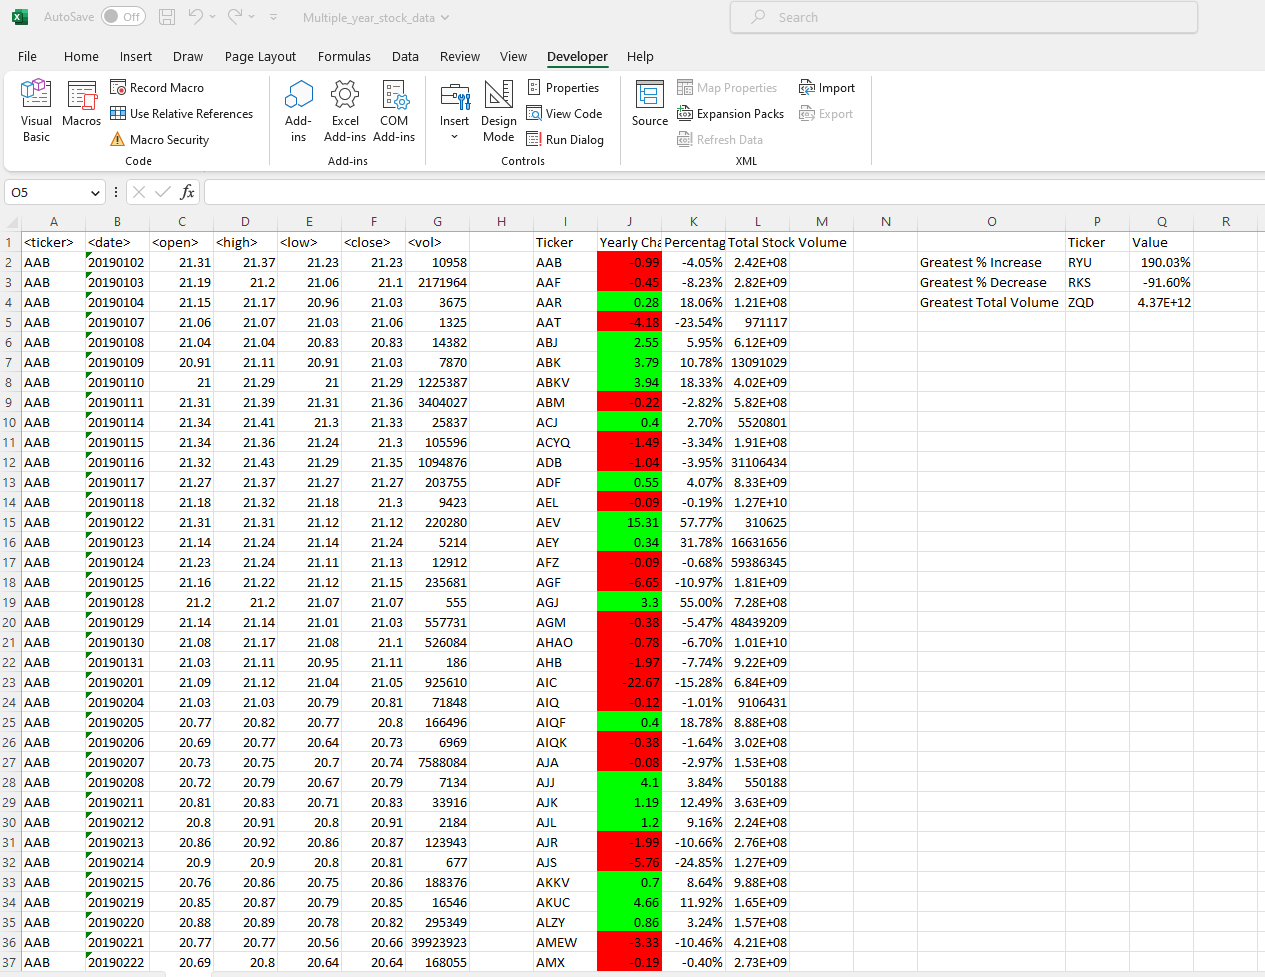 AutoSave Off Multiple_year_stock_data Search
File Home Insert Draw Page Layout Formulas Data Review View Developer Help
Visual Basic
Macros
Record Macro
Use Relative References
Macro Security
Code
Add-ins
Excel Add-ins
COM Add-ins
Add-ins
Insert
Design Mode
Properties
View Code
Run Dialog
Controls
Source
Map Properties
Expansion Packs
Refresh Data
Import
Export
XML
O5 fx
A B C D E F G H I J K L M N O P Q R
1 <ticker> <date> <open> <high> <low> <close> <vol> Ticker Yearly Cha Percentag Total Stock Volume Ticker Value
2 AAB 20190102 21.31 21.37 21.23 21.23 10958 AAB -0.99 -4.05% 2.42E+08 Greatest % Increase RYU 190.03%
3 AAB 20190103 21.19 21.2 21.06 21.1 2171964 AAF -0.45 -8.23% 2.82E+09 Greatest % Decrease RKS -91.60%
4 AAB 20190104 21.15 21.17 20.96 21.03 3675 AAR 0.28 18.06% 1.21E+08 Greatest Total Volume ZQD 4.37E+12
5 AAB 20190107 21.06 21.07 21.03 21.06 1325 AAT -4.18 -23.54% 971117
6 AAB 20190108 21.04 21.04 20.83 20.83 14382 ABJ 2.55 5.95% 6.12E+09
7 AAB 20190109 20.91 21.11 20.91 21.03 7870 ABK 3.79 10.78% 13091029
8 AAB 20190110 21 21.29 21 21.29 1225387 ABKV 3.94 18.33% 4.02E+09
9 AAB 20190111 21.31 21.39 21.31 21.36 3404027 ABM -0.22 -2.82% 5.82E+08
10 AAB 20190114 21.34 21.41 21.3 21.33 25837 ACJ 0.4 2.70% 5520801
11 AAB 20190115 21.34 21.36 21.24 21.3 105596 ACYQ -1.49 -3.34% 1.91E+08
12 AAB 20190116 21.32 21.43 21.29 21.35 1094876 ADB -1.04 -3.95% 31106434
13 AAB 20190117 21.27 21.37 21.27 21.27 203755 ADF 0.55 4.07% 8.33E+09
14 AAB 20190118 21.18 21.32 21.18 21.3 9423 AEL -0.09 -0.19% 1.27E+10
15 AAB 20190122 21.31 21.31 21.12 21.12 220280 AEV 15.31 57.77% 310625
16 AAB 20190123 21.14 21.24 21.14 21.24 5214 AEY 0.34 31.78% 16631656
17 AAB 20190124 21.23 21.24 21.11 21.13 12912 AFZ -0.09 -0.68% 59386345
18 AAB 20190125 21.16 21.22 21.12 21.15 235681 AGF -6.65 -10.97% 1.81E+09
19 AAB 20190128 21.2 21.2 21.07 21.07 555 AGJ 3.3 55.00% 7.28E+08
20 AAB 20190129 21.14 21.14 21.01 21.03 557731 AGM -0.38 -5.47% 48439209
21 AAB 20190130 21.08 21.17 21.08 21.1 526084 AHAO -0.78 -6.70% 1.01E+10
22 AAB 20190131 21.03 21.11 20.95 21.11 186 AHB -1.97 -7.74% 9.22E+09
23 AAB 20190201 21.09 21.12 21.04 21.05 925610 AIC -22.67 -15.28% 6.84E+09
24 AAB 20190204 21.03 21.03 20.79 20.81 71848 AIQ -0.12 -1.01% 9106431
25 AAB 20190205 20.77 20.82 20.77 20.8 166496 AIQF 0.4 18.78% 8.88E+08
26 AAB 20190206 20.69 20.77 20.64 20.73 6969 AIQK -0.38 -1.64% 3.02E+08
27 AAB 20190207 20.73 20.75 20.7 20.74 7588084 AJA -0.08 -2.97% 1.53E+08
28 AAB 20190208 20.72 20.79 20.67 20.79 7134 AJJ 4.1 3.84% 550188
29 AAB 20190211 20.81 20.83 20.71 20.83 33916 AJK 1.19 12.49% 3.63E+09
30 AAB 20190212 20.8 20.91 20.8 20.91 2184 AJL 1.2 9.16% 2.24E+08
31 AAB 20190213 20.86 20.92 20.86 20.87 123943 AJR -1.99 -10.66% 2.76E+08
32 AAB 20190214 20.9 20.9 20.8 20.81 677 AJS -5.76 -24.85% 1.27E+09
33 AAB 20190215 20.76 20.86 20.75 20.86 188376 AKKV 0.7 8.64% 9.88E+08
34 AAB 20190219 20.85 20.87 20.79 20.85 16546 AKUC 4.66 11.92% 1.65E+09
35 AAB 20190220 20.88 20.89 20.78 20.82 295349 ALZY 0.86 3.24% 1.57E+08
36 AAB 20190221 20.77 20.77 20.56 20.66 39923923 AMEW -3.33 -10.46% 4.21E+08
37 AAB 20190222 20.69 20.8 20.64 20.64 168055 AMX -0.19 -0.40% 2.73E+09